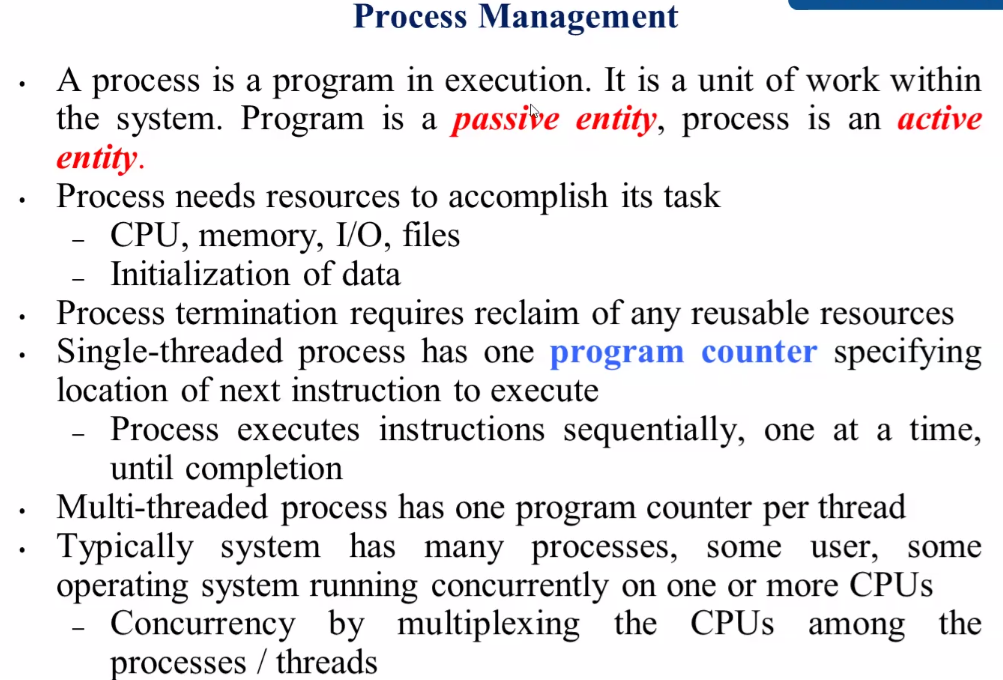 Process Management
• A process is a program in execution. It is a unit of work within
the system. Program is a passive entity, process is an active
entity.
• Process needs resources to accomplish its task
– CPU, memory, I/O, files
– Initialization of data
• Process termination requires reclaim of any reusable resources
• Single-threaded process has one program counter specifying
location of next instruction to execute
– Process executes instructions sequentially, one at a time,
until completion
• Multi-threaded process has one program counter per thread
• Typically system has many processes, some user, some
operating system running concurrently on one or more CPUs
– Concurrency by multiplexing the CPUs among the
processes / threads